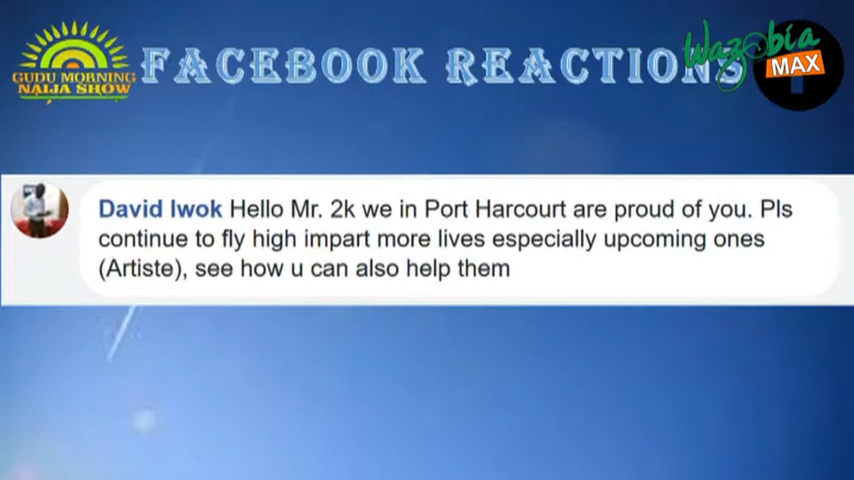 GUDU MORNING
NAIJA SHOW
FACEBOOK REACTIONS
Wazobia
MAX
David Iwok Hello Mr. 2k we in Port Harcourt are proud of you. Pls
continue to fly high impart more lives especially upcoming ones
(Artiste), see how u can also help them